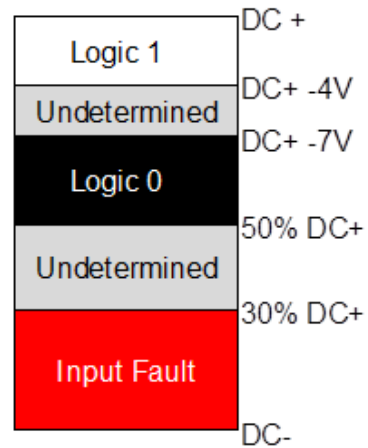 DC +
Logic 1
DC+ -4V
Undetermined
DC+ -7V
Logic 0
50% DC+
Undetermined
30% DC+
Input Fault
DC-